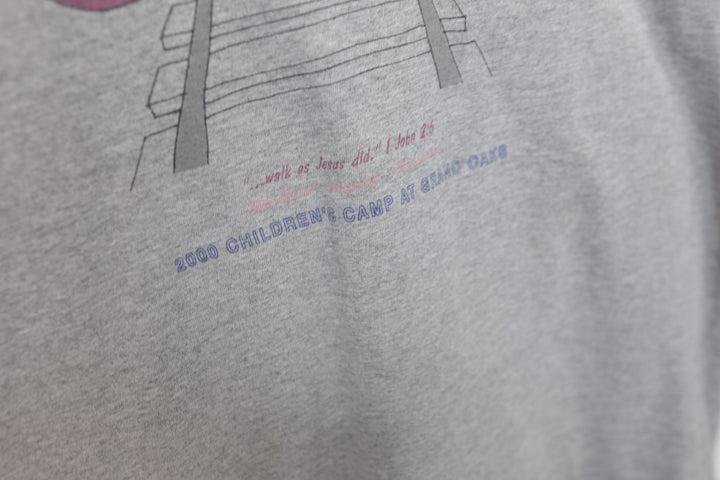 "...walk as Jesus did." I John 2:6
2000 CHILDREN'S CAMP AT GRAND OAKS